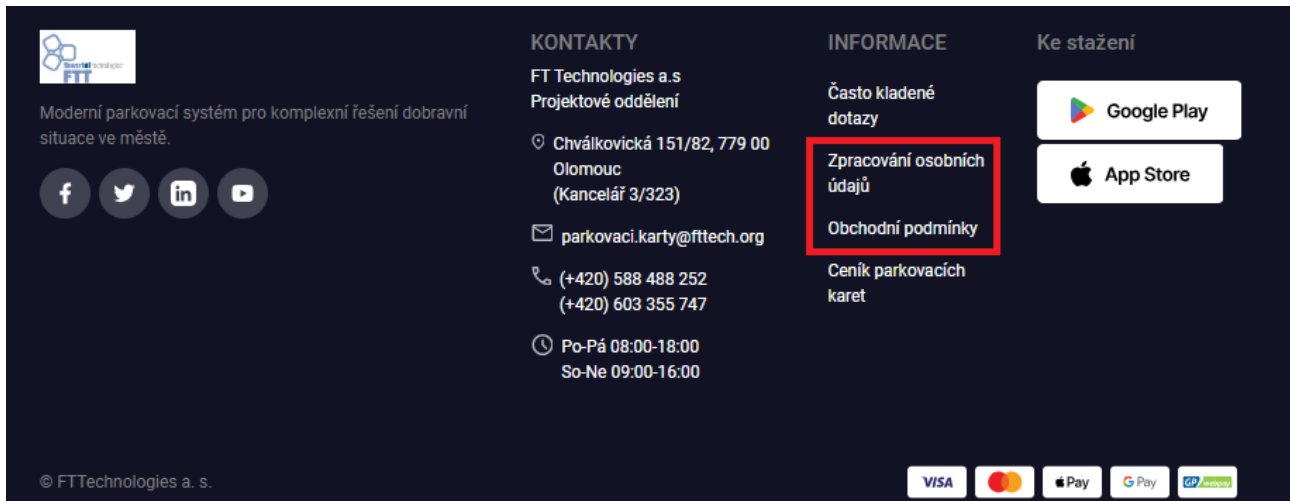 FTT
Moderní parkovací systém pro komplexní řešení dobravní
situace ve městě.
KONTAKTY
FT Technologies a.s
Projektové oddělení
Chválkovická 151/82, 779 00
Olomouc
(Kancelář 3/323)
parkovaci.karty@fttech.org
(+420) 588 488 252
(+420) 603 355 747
Po-Pá 08:00-18:00
So-Ne 09:00-16:00
INFORMACE
Často kladené
dotazy
Zpracování osobních
údajů
Obchodní podmínky
Ceník parkovacích
karet
Ke stažení
Google Play
App Store
© FTTechnologies a. s.
VISA
Pay
G Pay
GP webpay